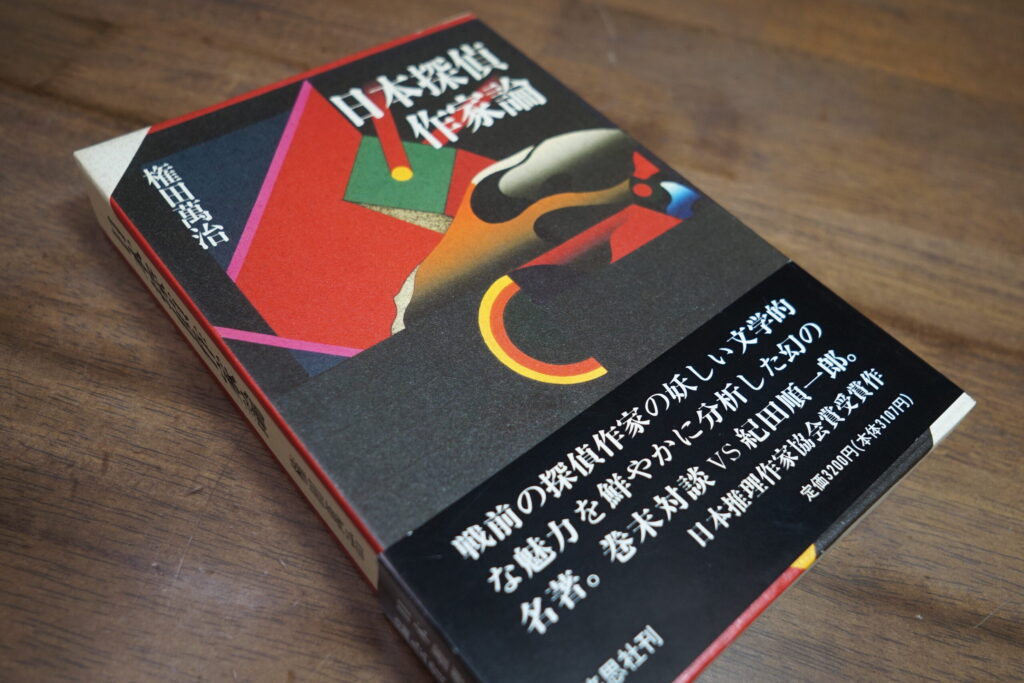 日本探偵
作家論
権田萬治
戦前の探偵作家の妖しい文学的
な魅力を鮮やかに分析した幻の
名著。巻末対談 VS 紀田順一郎。
日本推理作家協会賞受賞作
定価3200円(本体3107円)
思社刊